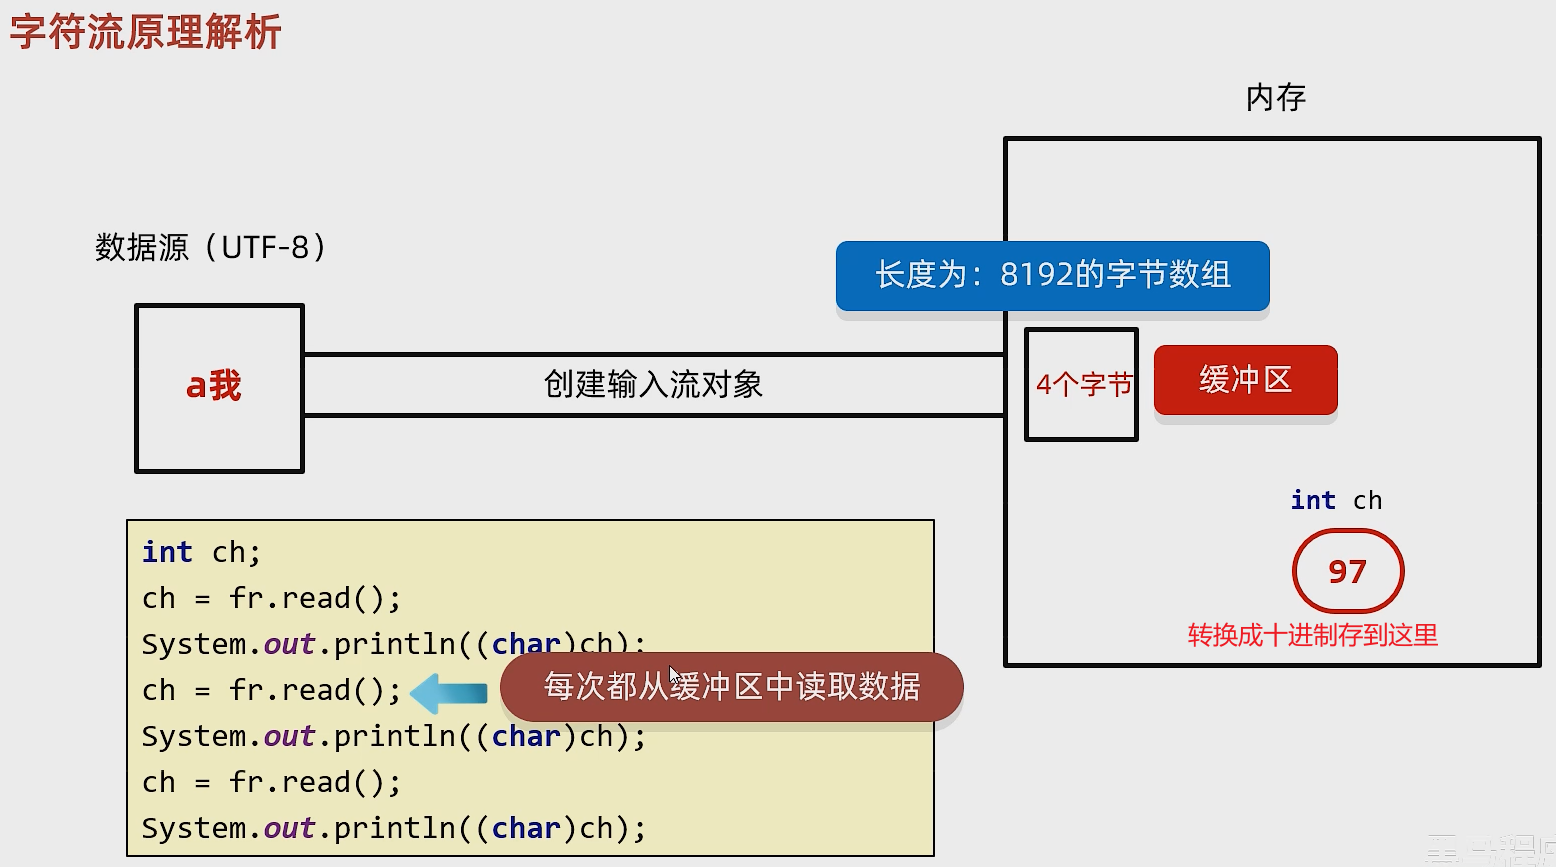 字符流原理解析
内存
数据源（UTF-8）
长度为：8192的字节数组
a我
创建输入流对象
4个字节
缓冲区
int ch
97
转换成十进制存到这里
int ch;
ch = fr.read();
System.out.println((char)ch);
ch = fr.read();
每次都从缓冲区中读取数据
System.out.println((char)ch);
ch = fr.read();
System.out.println((char)ch);